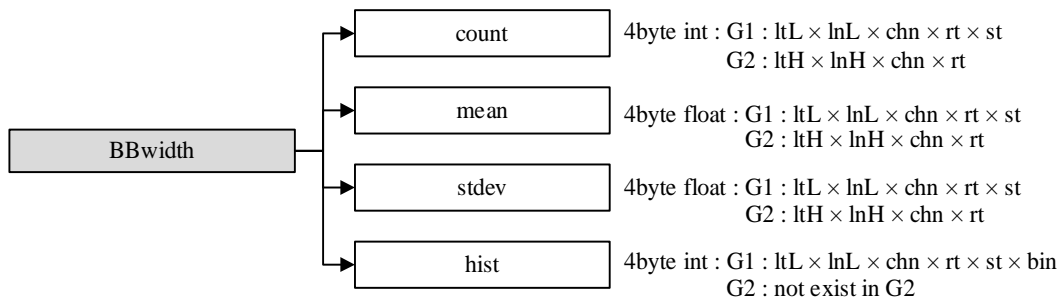 count
4byte int : G1 : ltL × lnL × chn × rt × st
G2 : ltH × lnH × chn × rt
mean
4byte float : G1 : ltL × lnL × chn × rt × st
G2 : ltH × lnH × chn × rt
BBwidth
stdev
4byte float : G1 : ltL × lnL × chn × rt × st
G2 : ltH × lnH × chn × rt
hist
4byte int : G1 : ltL × lnL × chn × rt × st × bin
G2 : not exist in G2